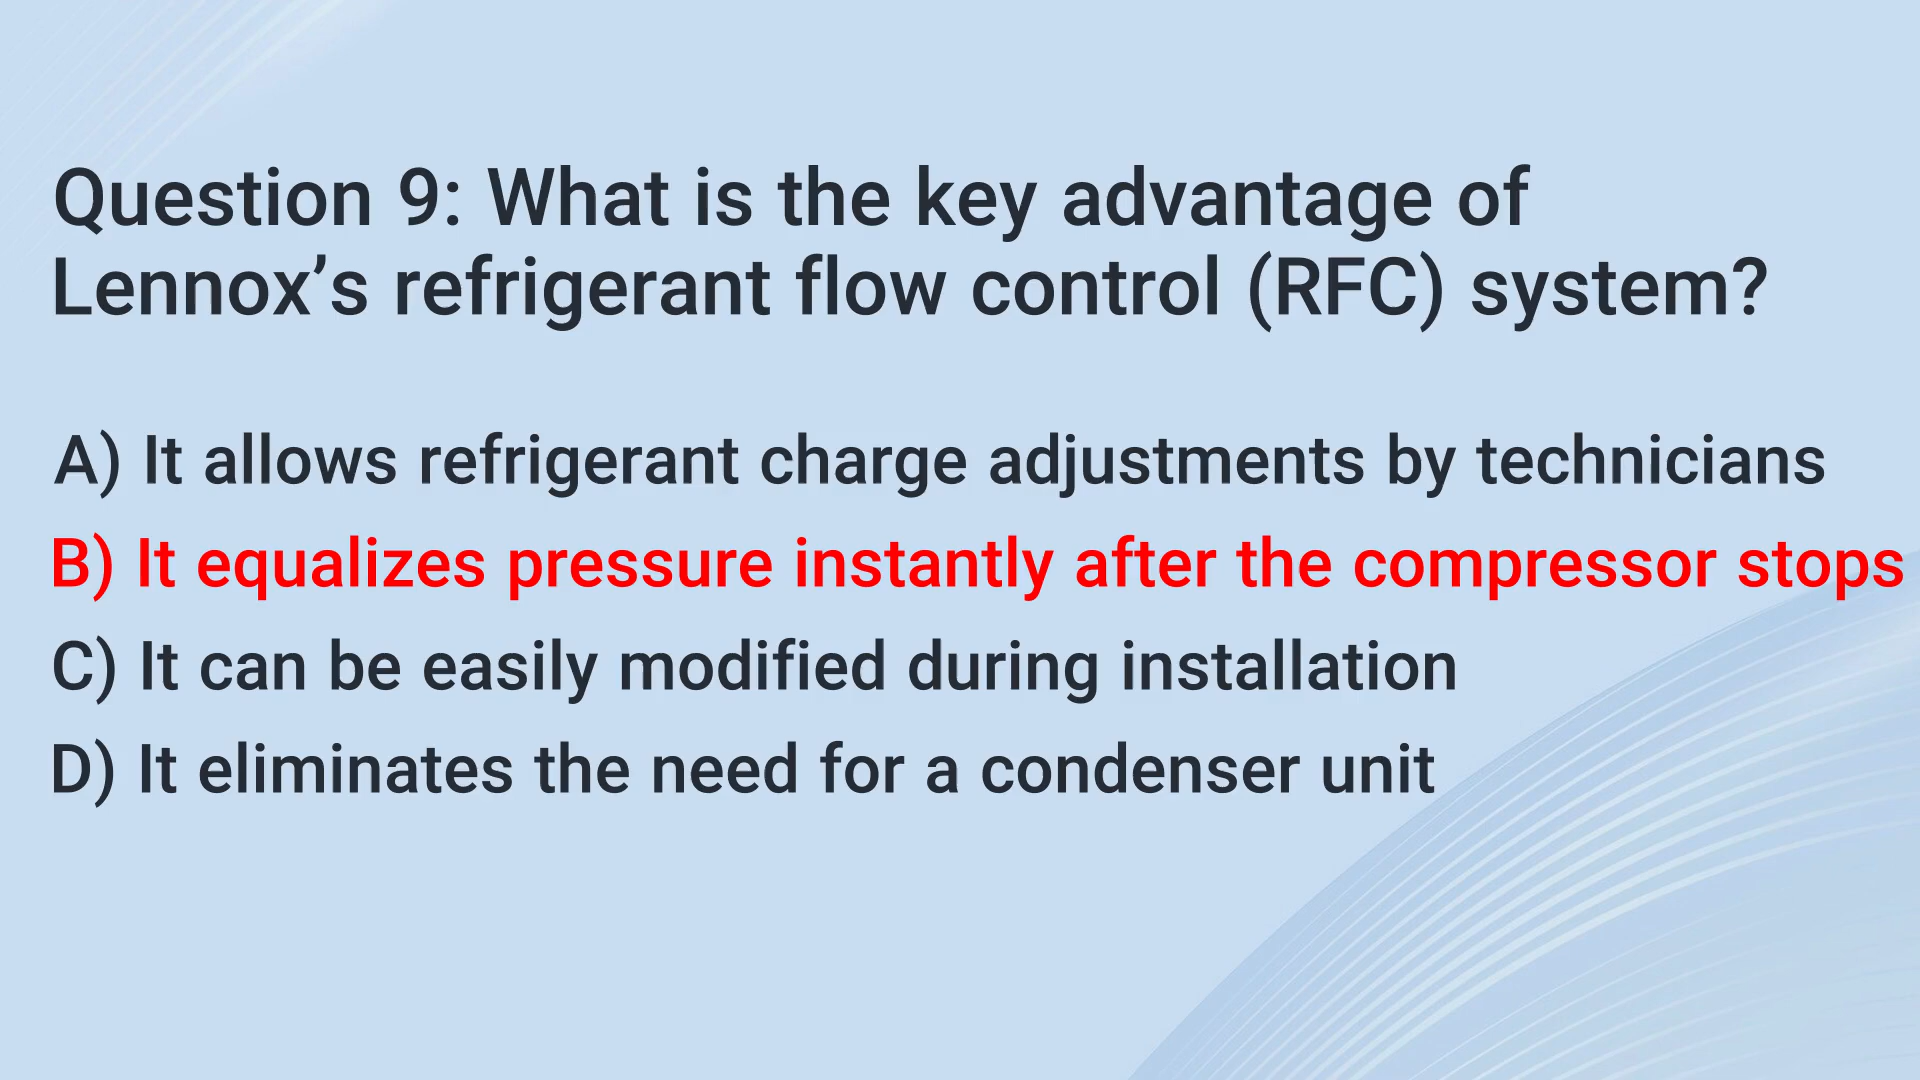 Question 9: What is the key advantage of
Lennox’s refrigerant flow control (RFC) system?
A) It allows refrigerant charge adjustments by technicians
B) It equalizes pressure instantly after the compressor stops
C) It can be easily modified during installation
D) It eliminates the need for a condenser unit